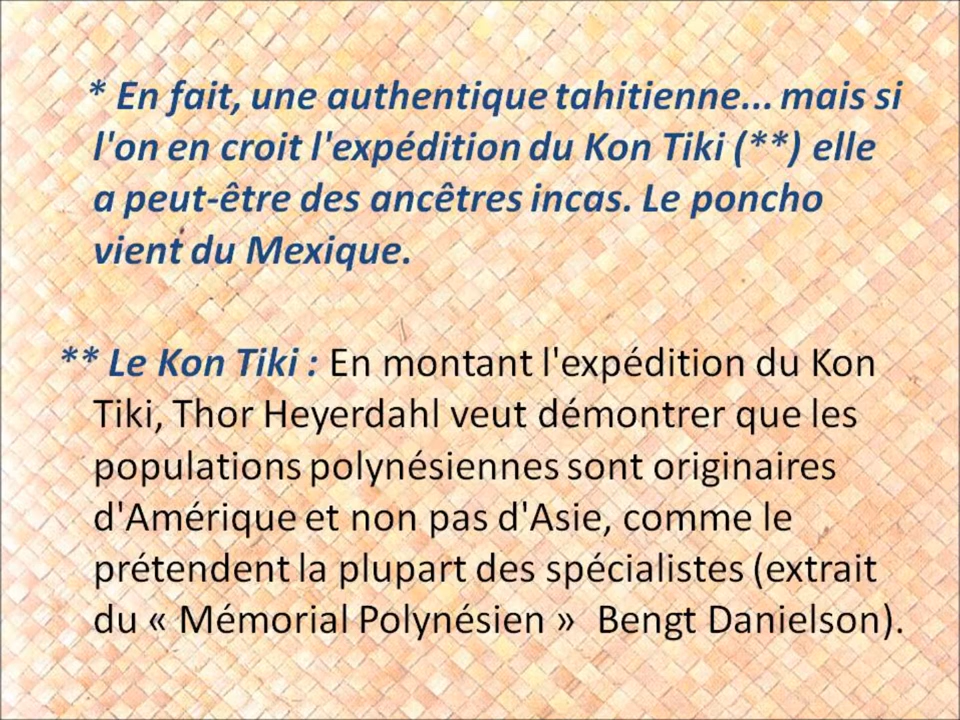 * En fait, une authentique tahitienne... mais si
l'on en croit l'expédition du Kon Tiki (**) elle
a peut-être des ancêtres incas. Le poncho
vient du Mexique.
** Le Kon Tiki : En montant l'expédition du Kon
Tiki, Thor Heyerdahl veut démontrer que les
populations polynésiennes sont originaires
d'Amérique et non pas d'Asie, comme le
prétendent la plupart des spécialistes (extrait
du « Mémorial Polynésien »  Bengt Danielson).